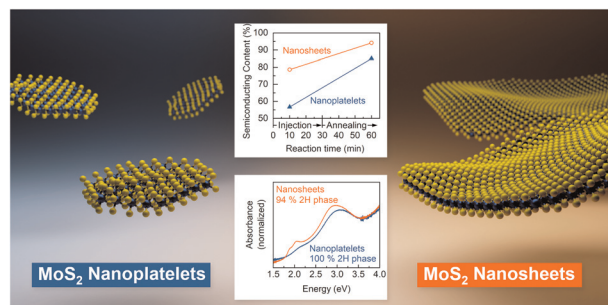 Semiconducting Content (%)
100
90
80
70
60
50
Nanosheets
Nanoplatelets
Injection
Annealing
0 10 20 30 40 50 60
Reaction time (min)
Absorbance
(normalized)
Nanosheets
94 % 2H phase
Nanoplatelets
100 % 2H phase
1.5 2.0 2.5 3.0 3.5 4.0
Energy (eV)
MoS₂ Nanoplatelets
MoS₂ Nanosheets